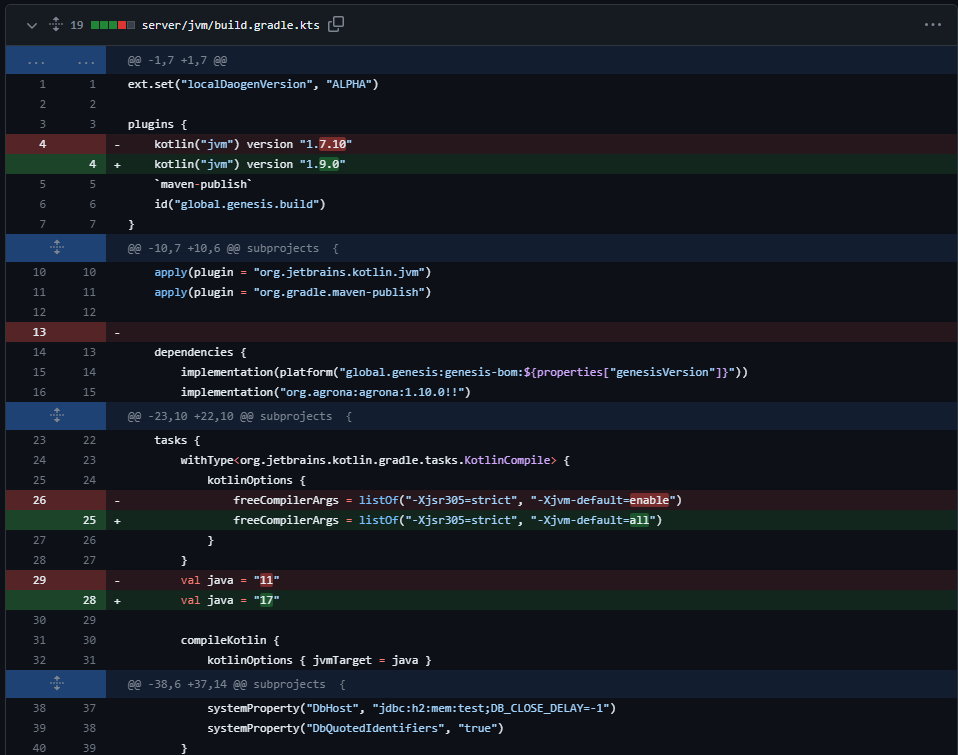 19 server/jvm/build.gradle.kts
... ... @@ -1,7 +1,7 @@
1 1 ext.set("localDaogenVersion", "ALPHA")
2 2
3 3 plugins {
4 - kotlin("jvm") version "1.7.10"
4 + kotlin("jvm") version "1.9.0"
5 5 `maven-publish`
6 6 id("global.genesis.build")
7 7 }
@@ -10,7 +10,6 @@ subprojects {
10 10 apply(plugin = "org.jetbrains.kotlin.jvm")
11 11 apply(plugin = "org.gradle.maven-publish")
12 12
13 -
14 13 dependencies {
15 14 implementation(platform("global.genesis:genesis-bom:${properties["genesisVersion"]}"))
16 15 implementation("org.agrona:agrona:1.10.0!!")
@@ -23,10 +22,10 @@ subprojects {
23 22 tasks {
24 23 withType<org.jetbrains.kotlin.gradle.tasks.KotlinCompile> {
25 24 kotlinOptions {
26 - freeCompilerArgs = listOf("-Xjsr305=strict", "-Xjvm-default=enable")
25 + freeCompilerArgs = listOf("-Xjsr305=strict", "-Xjvm-default=all")
27 26 }
28 27 }
29 - val java = "11"
28 + val java = "17"
30 29
31 30 compileKotlin {
32 31 kotlinOptions { jvmTarget = java }
@@ -38,6 +37,14 @@ subprojects {
38 37 systemProperty("DbHost", "jdbc:h2:mem:test;DB_CLOSE_DELAY=-1")
39 38 systemProperty("DbQuotedIdentifiers", "true")
40 39 }